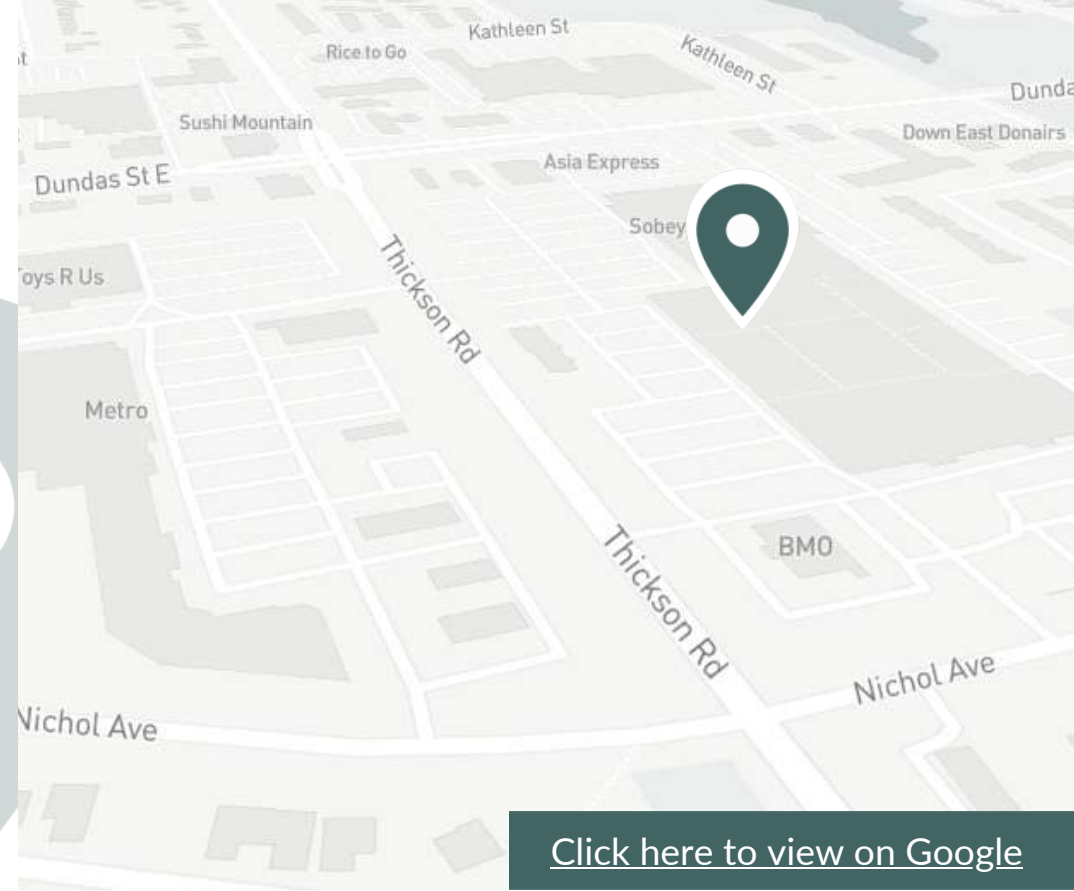 Kathleen St
Rice to Go
Kathleen St
Dunda
Sushi Mountain
Down East Donairs
Asia Express
Dundas St E
Sobey
oys R Us
Thickson Rd
Metro
BMO
Thickson Rd
Nichol Ave
Nichol Ave
Click here to view on Google